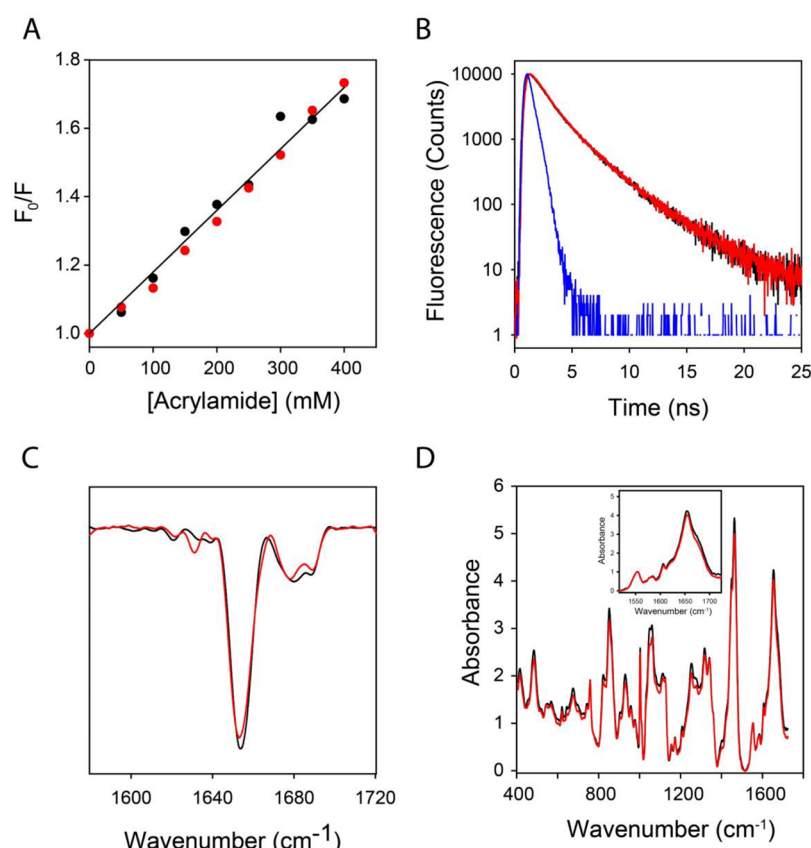 A
B
1.8
1.6
1.4
1.2
1.0
F0/F
0 100 200 300 400
[Acrylamide] (mM)
10000
1000
100
10
1
Fluorescence (Counts)
0 5 10 15 20 25
Time (ns)
C
D
1600 1640 1680 1720
Wavenumber (cm-1)
6
5
4
3
2
1
0
Absorbance
400 800 1200 1600
Wavenumber (cm-1)
5
4
3
2
1
0
Absorbance
1550 1600 1650 1700
Wavenumber (cm-1)